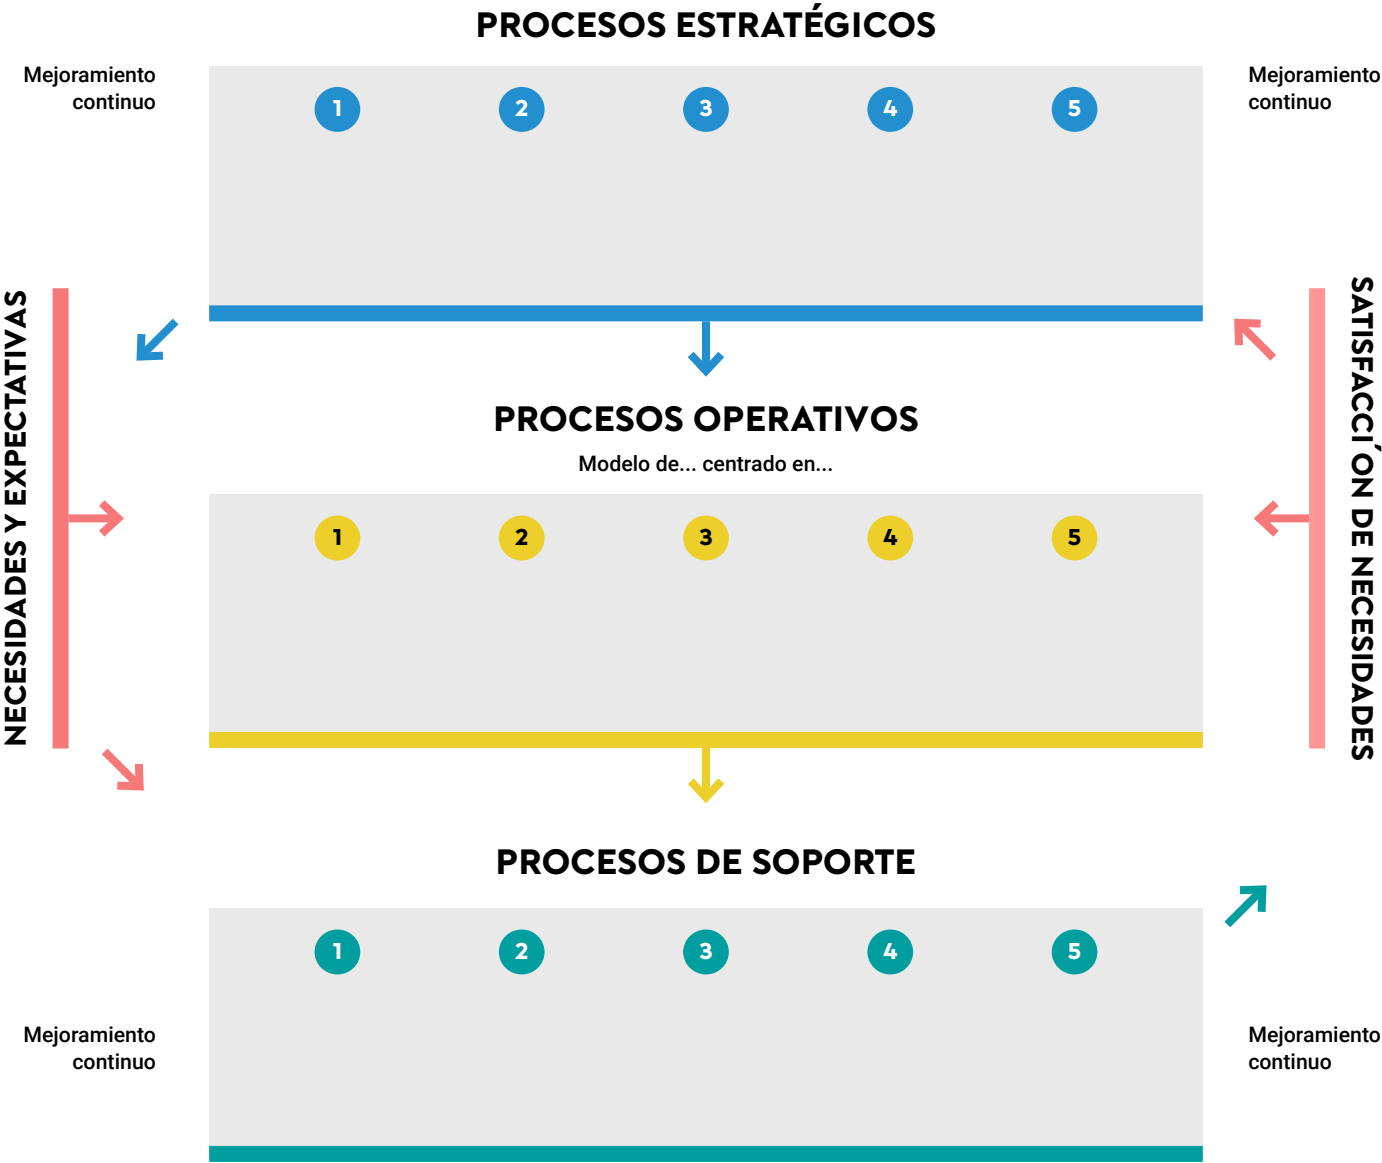 PROCESOS ESTRATÉGICOS
Mejoramiento
continuo
1 2 3 4 5
Mejoramiento
continuo
NECESIDADES Y EXPECTATIVAS
SATISFACCI´ON DE NECESIDADES
PROCESOS OPERATIVOS
Modelo de... centrado en...
1 2 3 4 5
PROCESOS DE SOPORTE
1 2 3 4 5
Mejoramiento
continuo
Mejoramiento
continuo